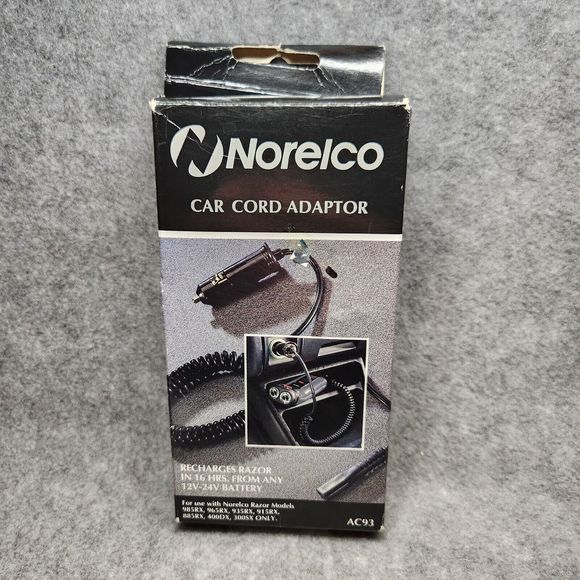 Norelco
CAR CORD ADAPTOR
RECHARGES RAZOR
IN 16 HRS. FROM ANY
12V-24V BATTERY
For use with Norelco Razor Models
985RX, 965RX, 935RX, 915RX,
885RX, 400DX, 300SX ONLY.
AC93